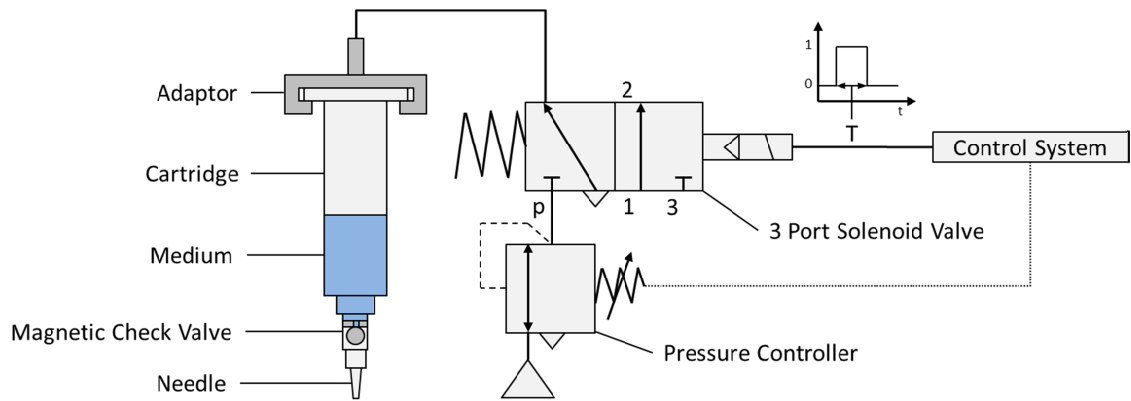 Adaptor
Cartridge
Medium
Magnetic Check Valve
Needle
2
p
1
3
3 Port Solenoid Valve
Pressure Controller
1
0
t
T
Control System